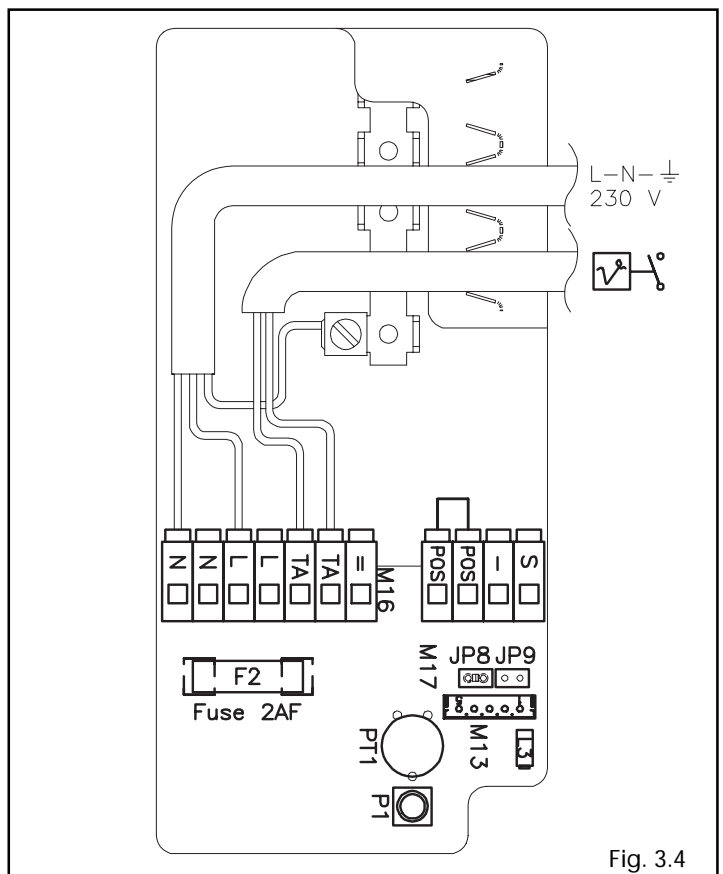 L-N-⏚
230 V
N N L L TA TA = M16 POS POS - S
M17 JP8 JP9
F2
Fuse 2AF
PT1 M13 L3
P1
Fig. 3.4